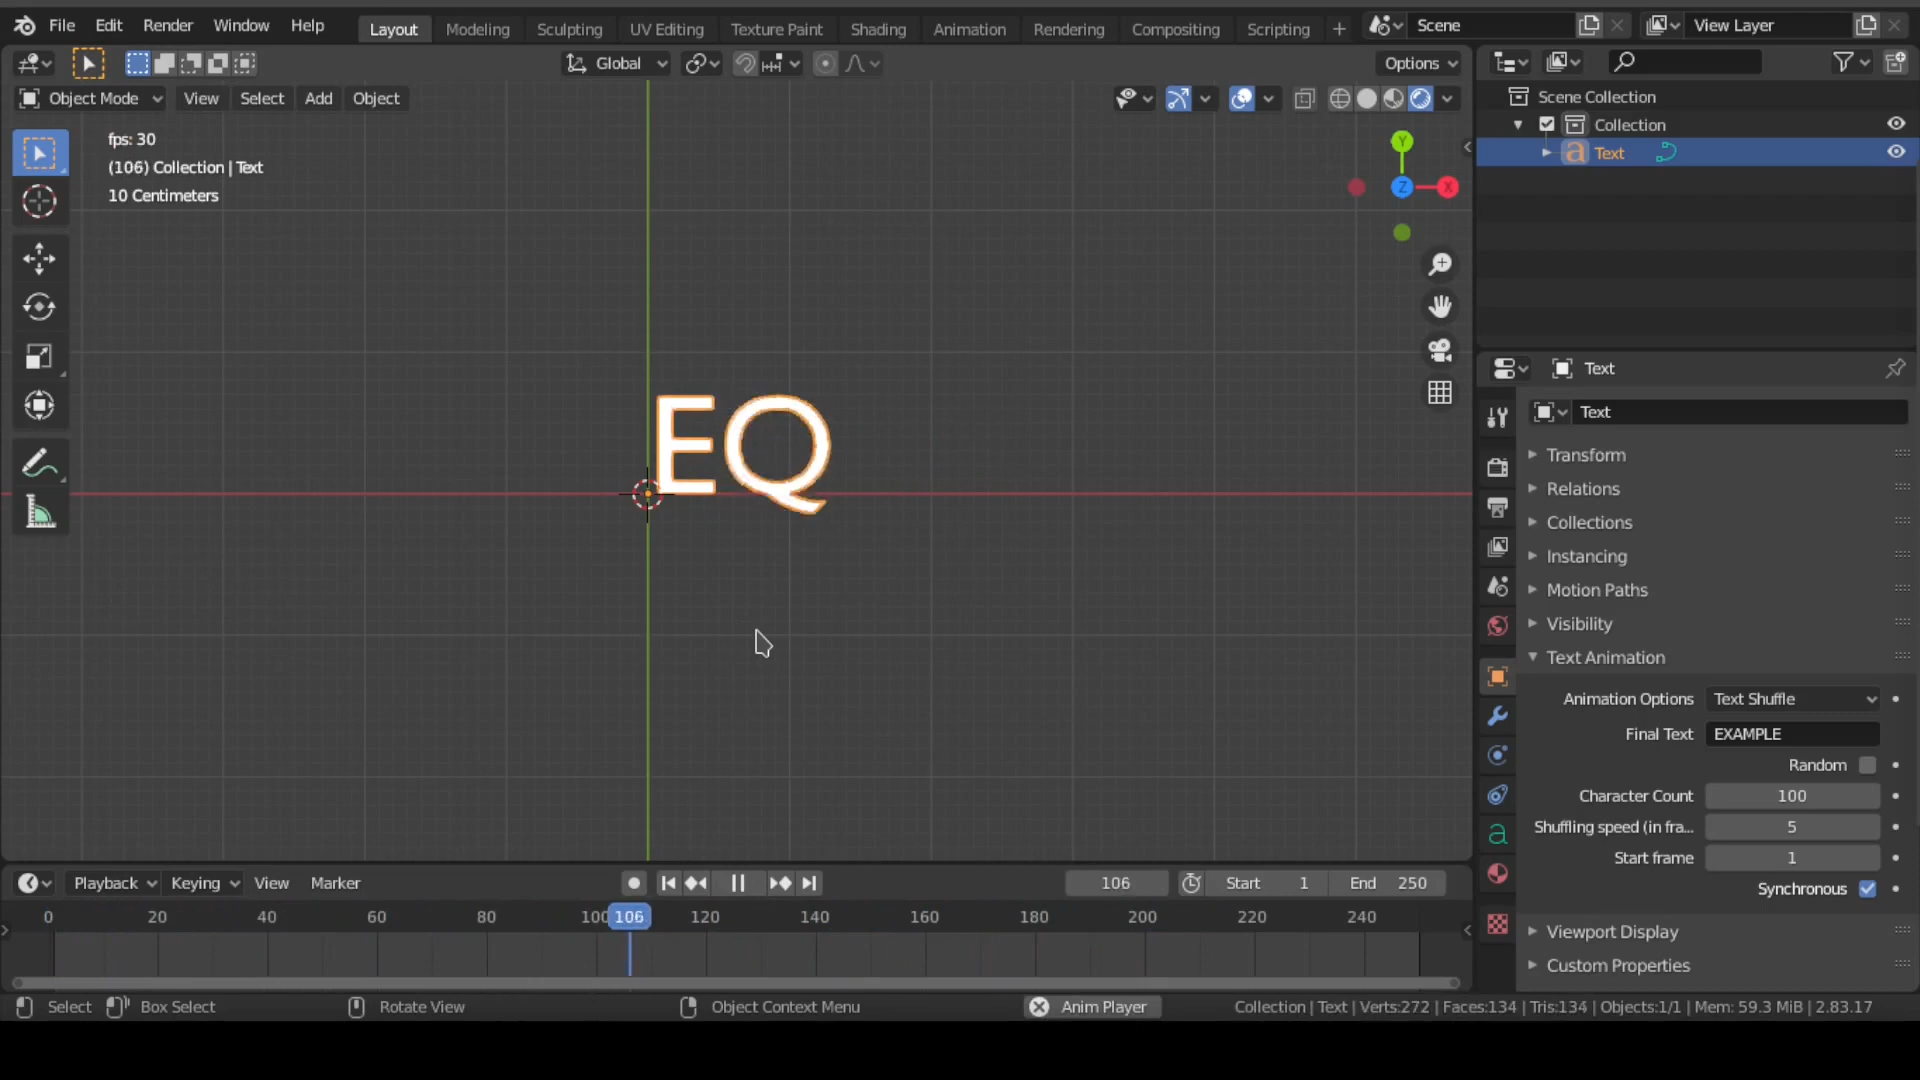 File Edit Render Window Help Layout Modeling Sculpting UV Editing Texture Paint Shading Animation Rendering Compositing Scripting + Scene View Layer
Global Options
Object Mode View Select Add Object
fps: 30
(106) Collection | Text
10 Centimeters
Y
Z X
EQ
Scene Collection
Collection
Text
Text
Text
Transform
Relations
Collections
Instancing
Motion Paths
Visibility
Text Animation
Animation Options Text Shuffle
Final Text EXAMPLE
Random
Character Count 100
Shuffling speed (in fra... 5
Start frame 1
Synchronous
Viewport Display
Custom Properties
Playback Keying View Marker 106 Start 1 End 250
0 20 40 60 80 100 106 120 140 160 180 200 220 240
Select Box Select Rotate View Object Context Menu Anim Player Collection | Text | Verts:272 | Faces:134 | Tris:134 | Objects:1/1 | Mem: 59.3 MiB | 2.83.17